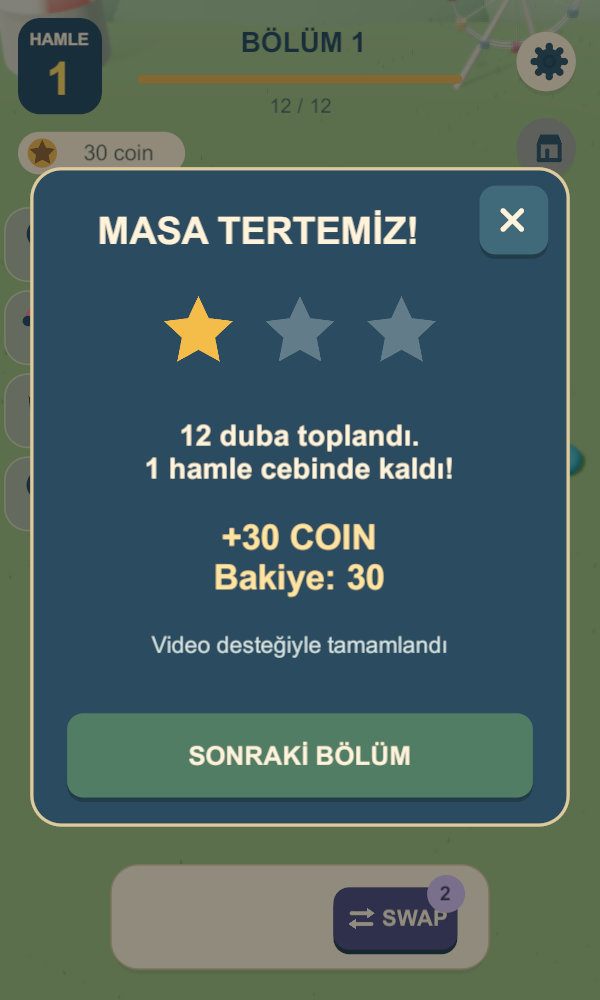 HAMLE
1
BÖLÜM 1
12 / 12
30 coin
MASA TERTEMİZ!
12 duba toplandı.
1 hamle cebinde kaldı!
+30 COIN
Bakiye: 30
Video desteğiyle tamamlandı
SONRAKİ BÖLÜM
2
SWAP